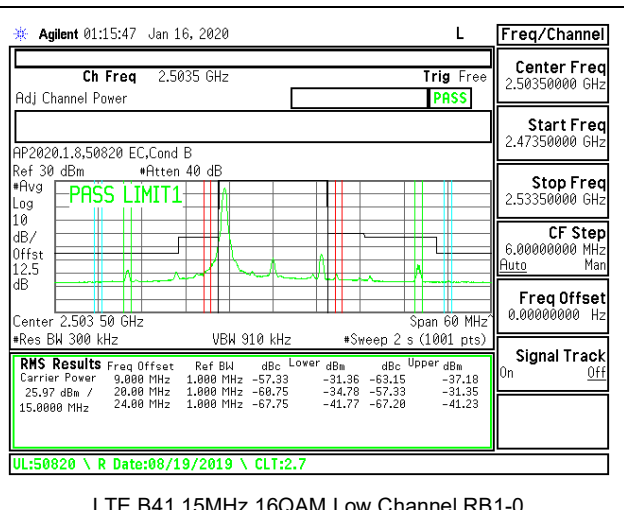 Agilent 01:15:47 Jan 16, 2020 L
Freq/Channel
Ch Freq 2.5035 GHz Trig Free
Adj Channel Power PASS
Center Freq
2.50350000 GHz
Start Freq
2.47350000 GHz
Stop Freq
2.53350000 GHz
CF Step
6.00000000 MHz
Auto Man
Freq Offset
0.00000000 Hz
Signal Track
On Off
AP2020.1.8,50820 EC,Cond B
Ref 30 dBm #Atten 40 dB
#Avg
Log
10
dB/
Offst
12.5
dB
PASS LIMIT1
Center 2.503 50 GHz Span 60 MHz
#Res BW 300 kHz VBW 910 kHz #Sweep 2 s (1001 pts)
RMS Results Freq Offset Ref BW dBc Lower dBm dBc Upper dBm
Carrier Power 9.000 MHz 1.000 MHz -57.33 -31.36 -63.15 -37.18
25.97 dBm / 20.00 MHz 1.000 MHz -60.75 -34.78 -57.33 -31.35
15.0000 MHz 24.00 MHz 1.000 MHz -67.75 -41.77 -67.20 -41.23
UL:50820 \ R Date:08/19/2019 \ CLT:2.7
LTE B41 15MHz 16QAM Low Channel RB1-0